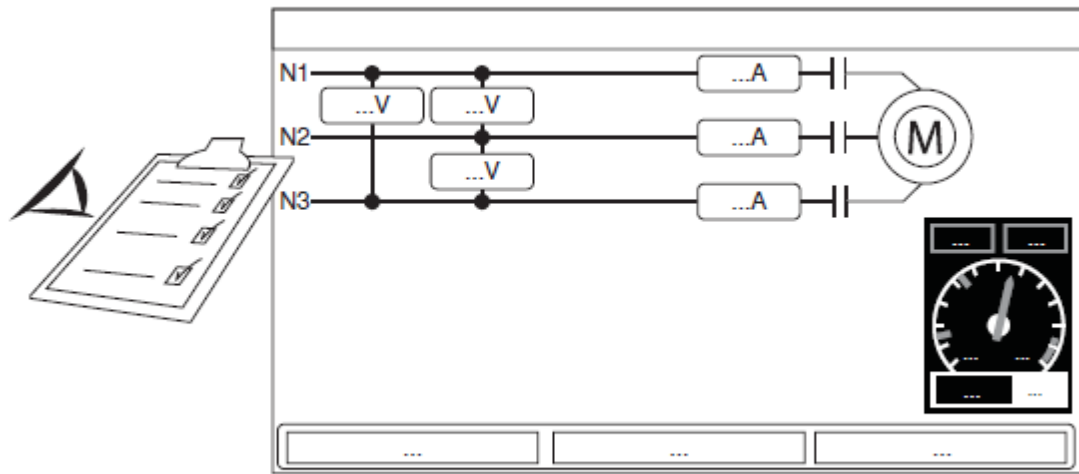 N1 ...A
...V ...V
N2 ...A M
...V
N3 ...A
--- ---
--- ---
--- ---
... ... ...